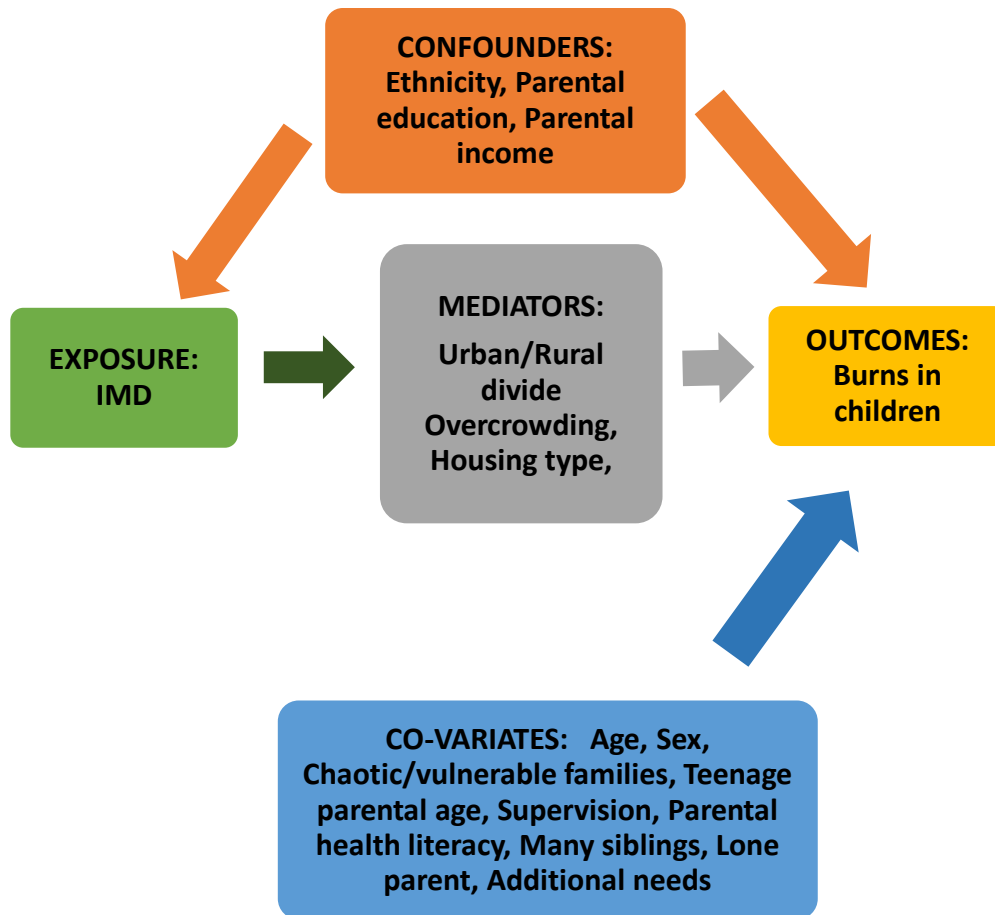 CONFOUNDERS:
Ethnicity, Parental
education, Parental
income
EXPOSURE:
IMD
MEDIATORS:
Urban/Rural
divide
Overcrowding,
Housing type,
OUTCOMES:
Burns in
children
CO-VARIATES: Age, Sex,
Chaotic/vulnerable families, Teenage
parental age, Supervision, Parental
health literacy, Many siblings, Lone
parent, Additional needs